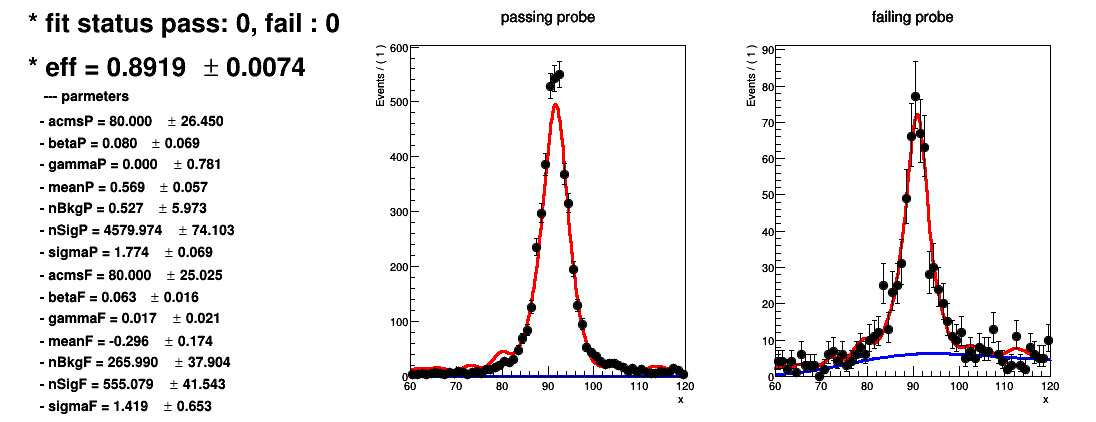 * fit status pass: 0, fail : 0
* eff = 0.8919 ± 0.0074
--- parmeters
- acmsP = 80.000 ± 26.450
- betaP = 0.080 ± 0.069
- gammaP = 0.000 ± 0.781
- meanP = 0.569 ± 0.057
- nBkgP = 0.527 ± 5.973
- nSigP = 4579.974 ± 74.103
- sigmaP = 1.774 ± 0.069
- acmsF = 80.000 ± 25.025
- betaF = 0.063 ± 0.016
- gammaF = 0.017 ± 0.021
- meanF = -0.296 ± 0.174
- nBkgF = 265.990 ± 37.904
- nSigF = 555.079 ± 41.543
- sigmaF = 1.419 ± 0.653
passing probe
Events / ( 1 )
600
500
400
300
200
100
0
60 70 80 90 100 110 120
x
failing probe
Events / ( 1 )
90
80
70
60
50
40
30
20
10
0
60 70 80 90 100 110 120
x